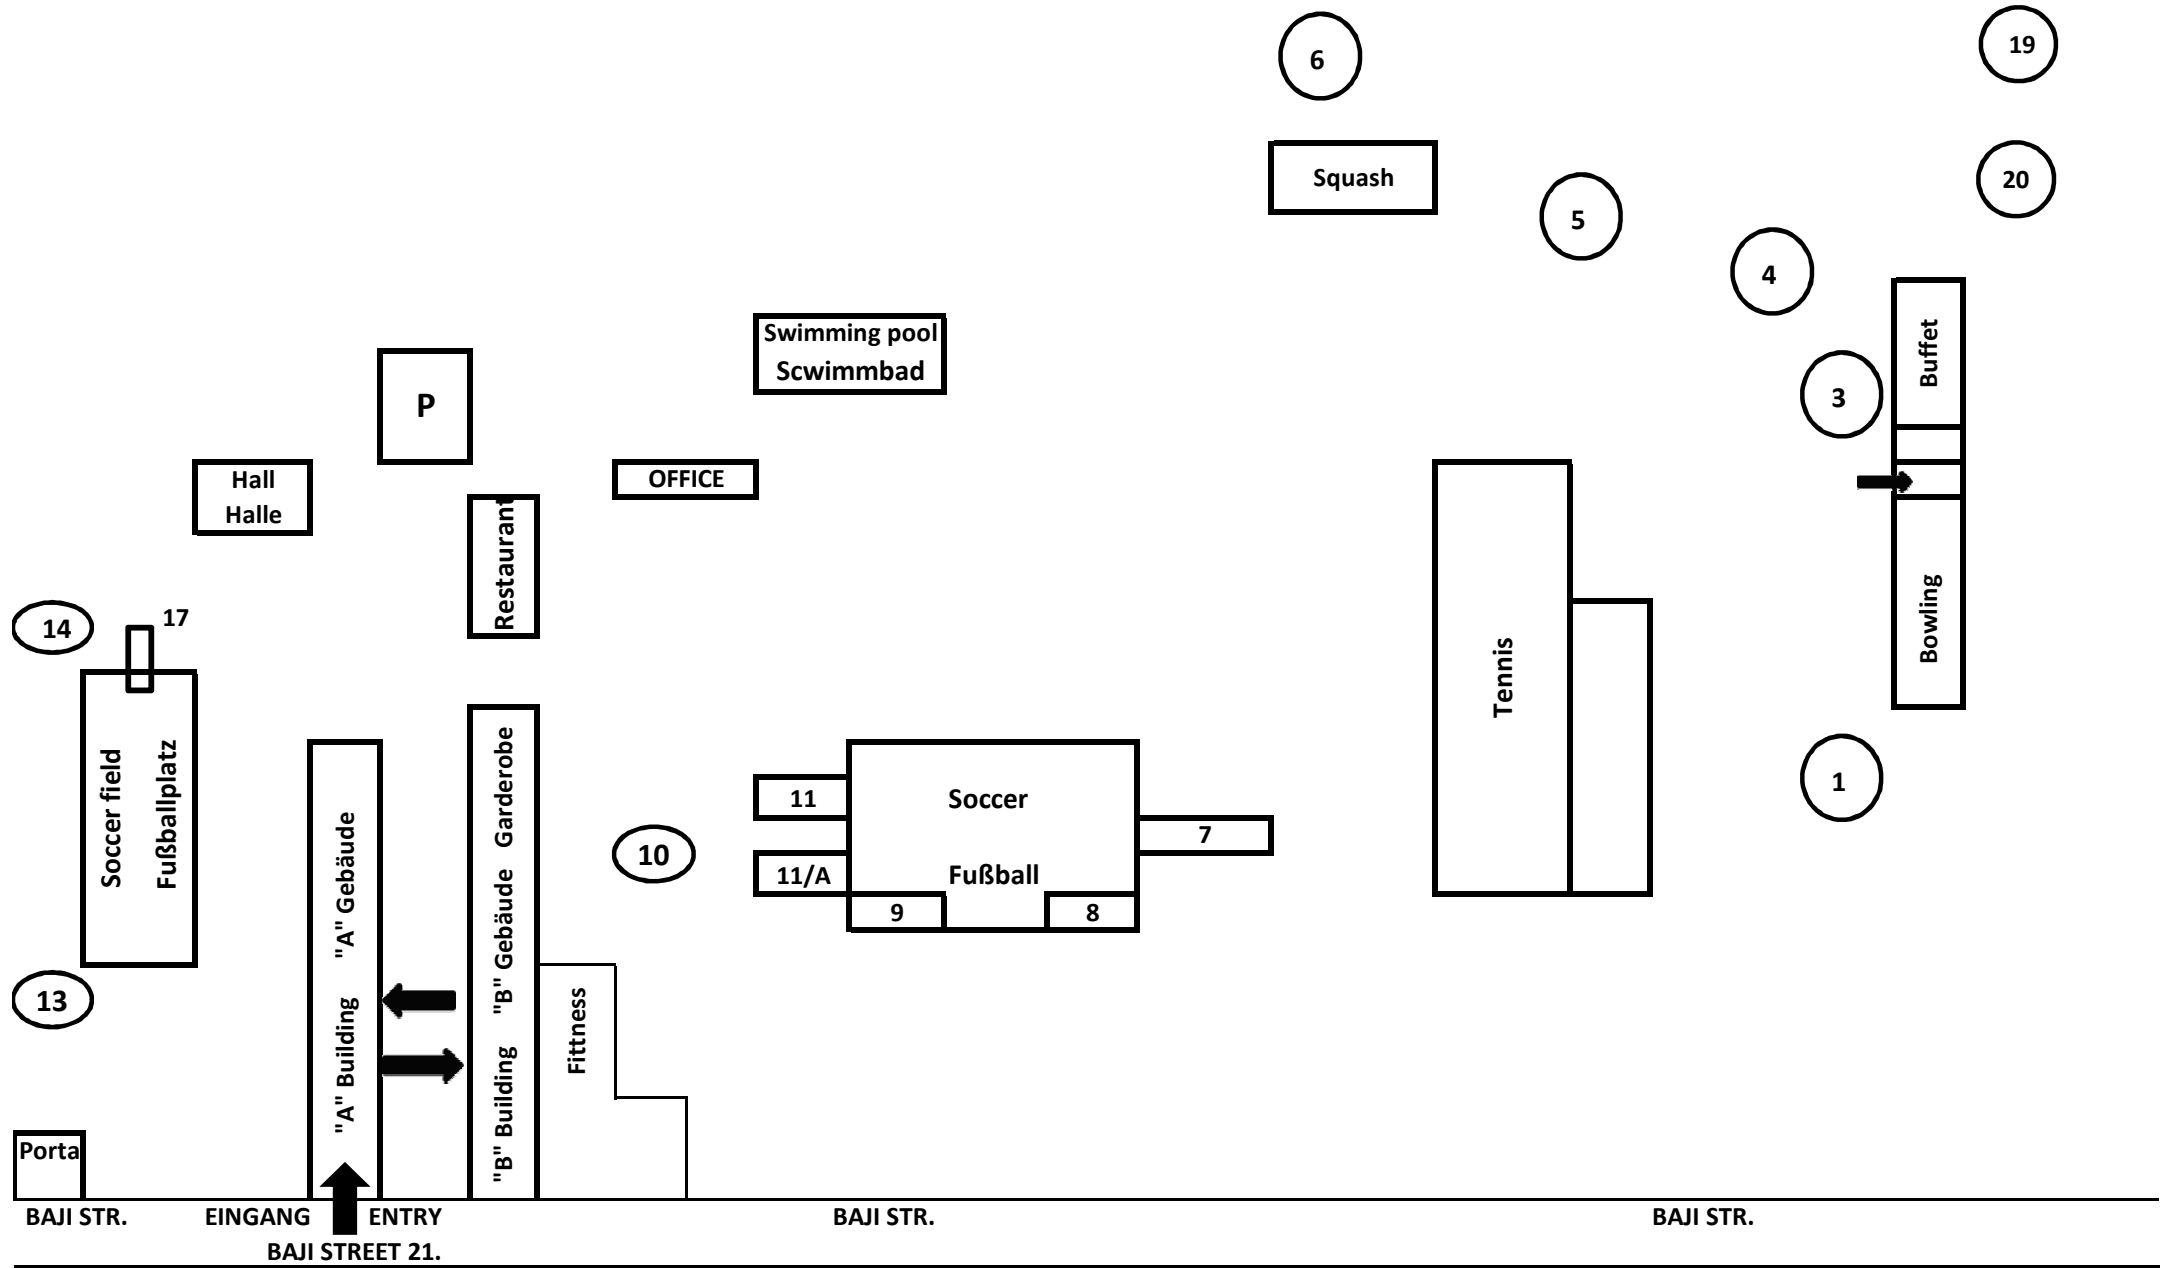 6
19
Squash
20
5
4
Swimming pool
Scwimmbad
Buffet
P
3
Hall
Halle
OFFICE
Restaurant
14
17
Bowling
Tennis
Soccer field
Fußballplatz
"A" Building "A" Gebäude
"B" Building "B" Gebäude Garderobe
1
11
Soccer
7
10
11/A
Fußball
9
8
13
Fittness
Porta
BAJI STR.
EINGANG
ENTRY
BAJI STR.
BAJI STR.
BAJI STREET 21.